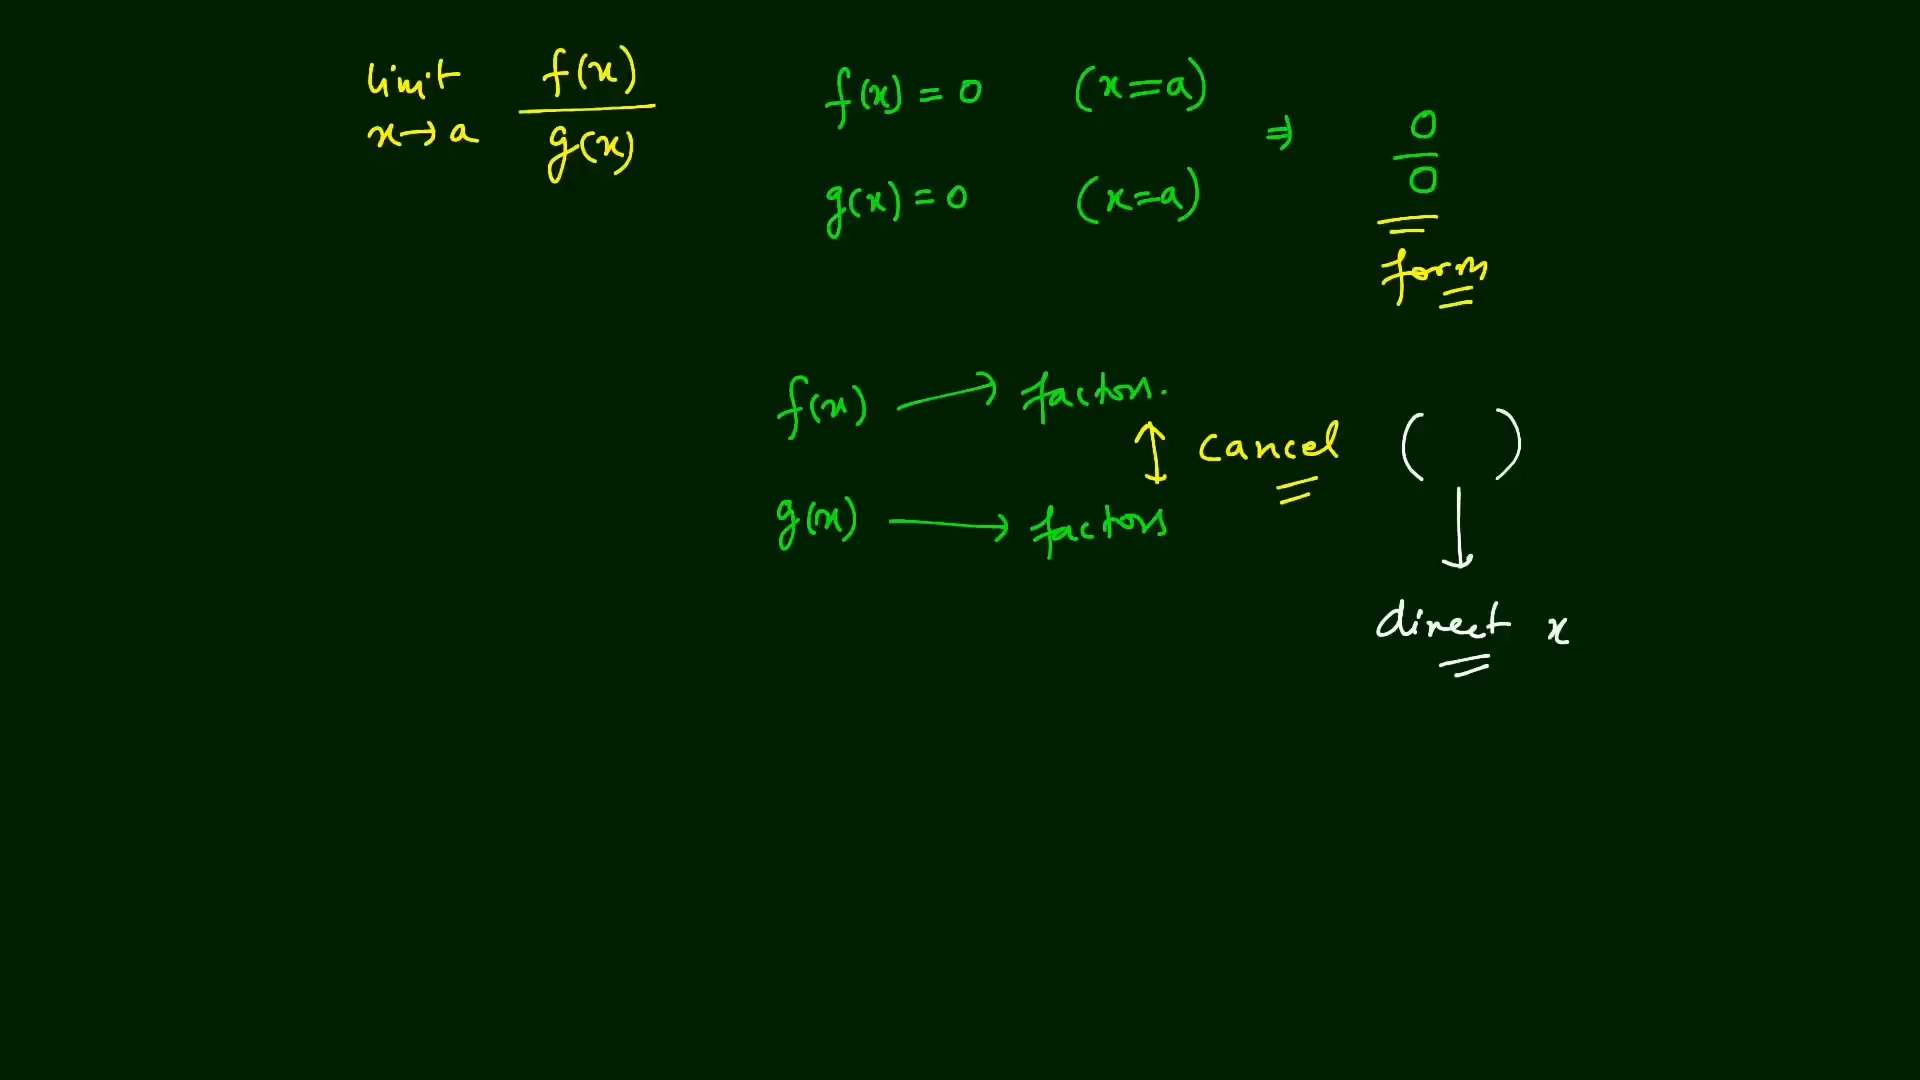 limit f(x)
x→a g(x)
f(x) = 0 (x=a)
⇒ 0/0
g(x) = 0 (x=a)
form
f(x) → factors.
↕ cancel ( )
g(x) → factors
↓
direct x